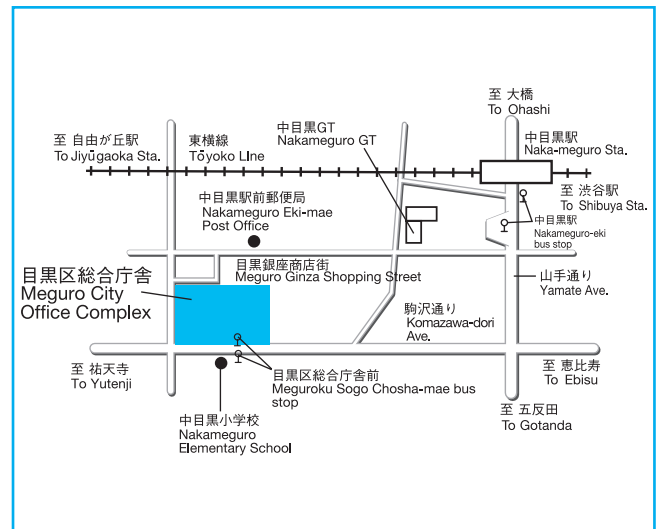 至 大橋
To Ohashi
中目黒GT
Nakameguro GT
至 自由が丘駅
To Jiyūgaoka Sta.
東横線
Tōyoko LIne
中目黒駅
Naka-meguro Sta.
至 渋谷駅
To Shibuya Sta.
中目黒駅前郵便局
Nakameguro Eki-mae
Post Office
中目黒駅
Nakameguro-eki
bus stop
目黒銀座商店街
Meguro Ginza Shopping Street
目黒区総合庁舎
Meguro City
Office Complex
山手通り
Yamate Ave.
駒沢通り
Komazawa-dori
Ave.
至 祐天寺
To Yutenji
目黒区総合庁舎前
Meguroku Sogo Chosha-mae bus
stop
至 恵比寿
To Ebisu
中目黒小学校
Nakameguro
Elementary School
至 五反田
To Gotanda